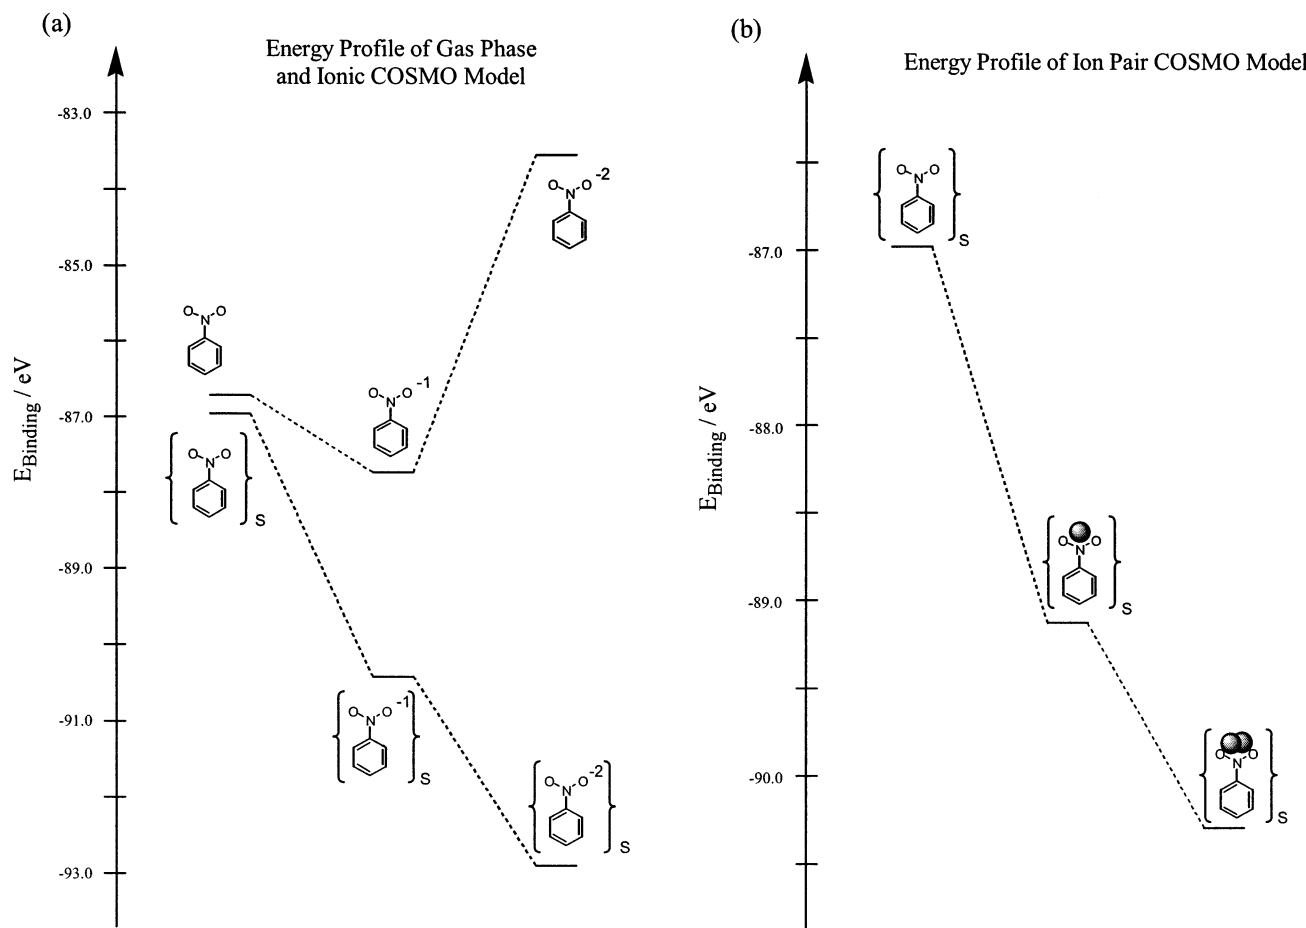 (a)
Energy Profile of Gas Phase
and Ionic COSMO Model
E Binding / eV
-83.0
-85.0
-87.0
-89.0
-91.0
-93.0
O N O
O N O
S
O N O -1
O N O -2
O N O -1
S
O N O -2
S
(b)
Energy Profile of Ion Pair COSMO Model
E Binding / eV
-87.0
-88.0
-89.0
-90.0
O N O
S
O N O
S
O N O
S